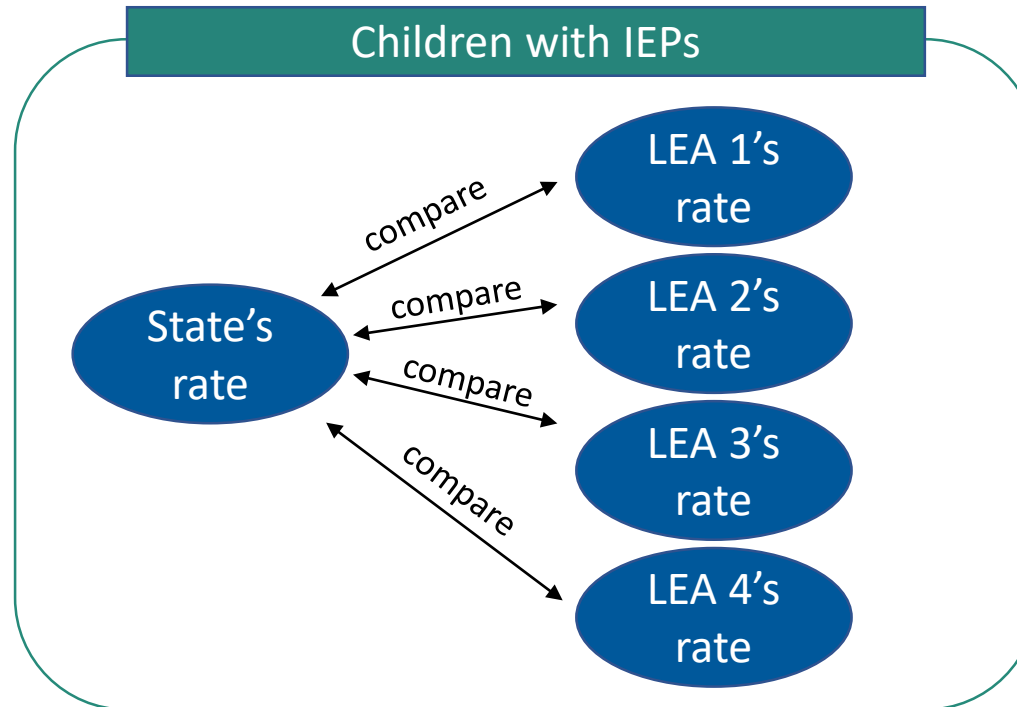 Children with IEPs
State's
rate
compare
compare
compare
compare
LEA 1's
rate
LEA 2's
rate
LEA 3's
rate
LEA 4's
rate